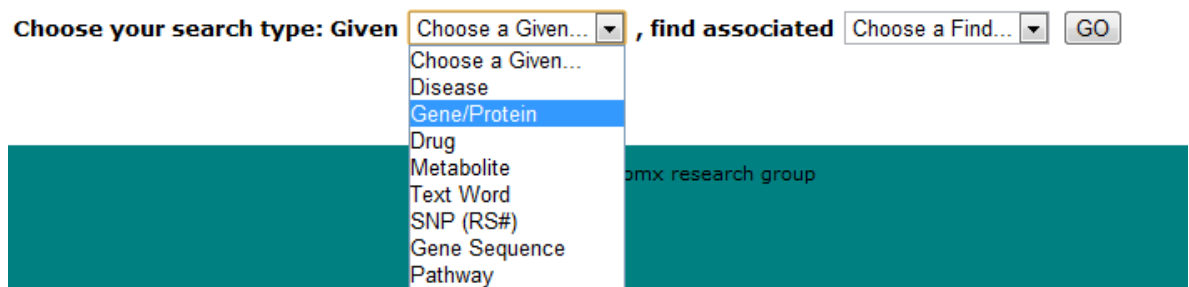 Choose your search type: Given Choose a Given... , find associated Choose a Find... GO
Choose a Given...
Disease
Gene/Protein
Drug
Metabolite
Text Word
SNP (RS#)
Gene Sequence
Pathway
research group